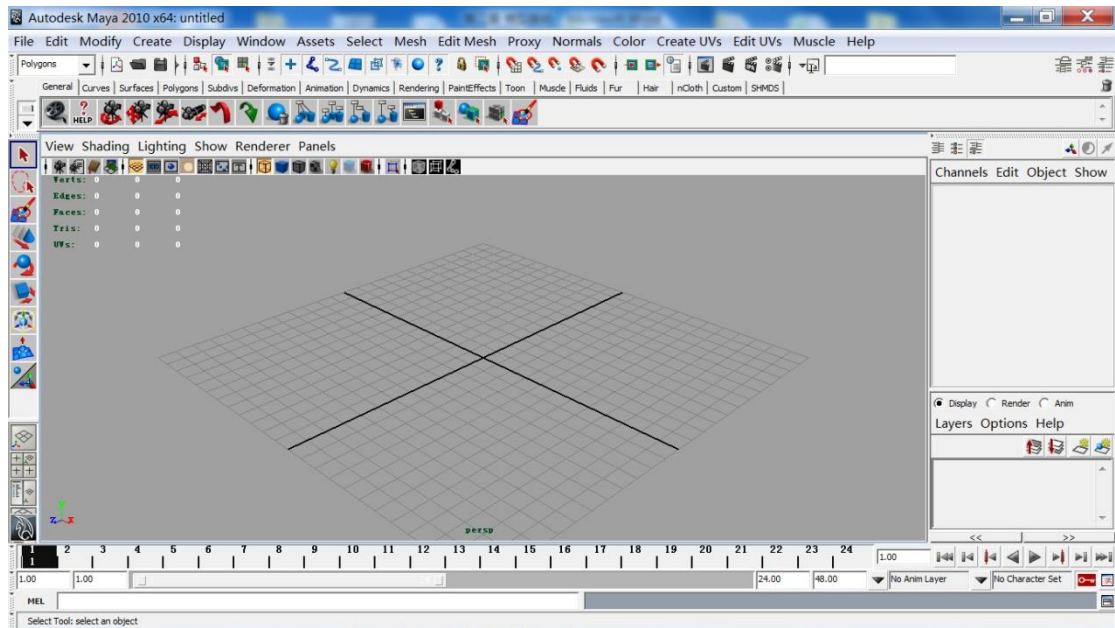 Autodesk Maya 2010 x64: untitled
File Edit Modify Create Display Window Assets Select Mesh Edit Mesh Proxy Normals Color Create UVs Edit UVs Muscle Help
Polygons
General Curves Surfaces Polygons Subdivs Deformation Animation Dynamics Rendering PaintEffects Toon Muscle Fluids Fur Hair nCloth Custom SHMDS
? HELP
View Shading Lighting Show Renderer Panels
Channels Edit Object Show
Verts: 0 0 0
Edges: 0 0 0
Faces: 0 0 0
Tris: 0 0 0
UVs: 0 0 0
Display Render Anim
Layers Options Help
Y
Z X
persp
<< >>
1 2 3 4 5 6 7 8 9 10 11 12 13 14 15 16 17 18 19 20 21 22 23 24
1 1.00
1.00 1.00 24.00 48.00 No Anim Layer No Character Set
MEL
Select Tool: select an object